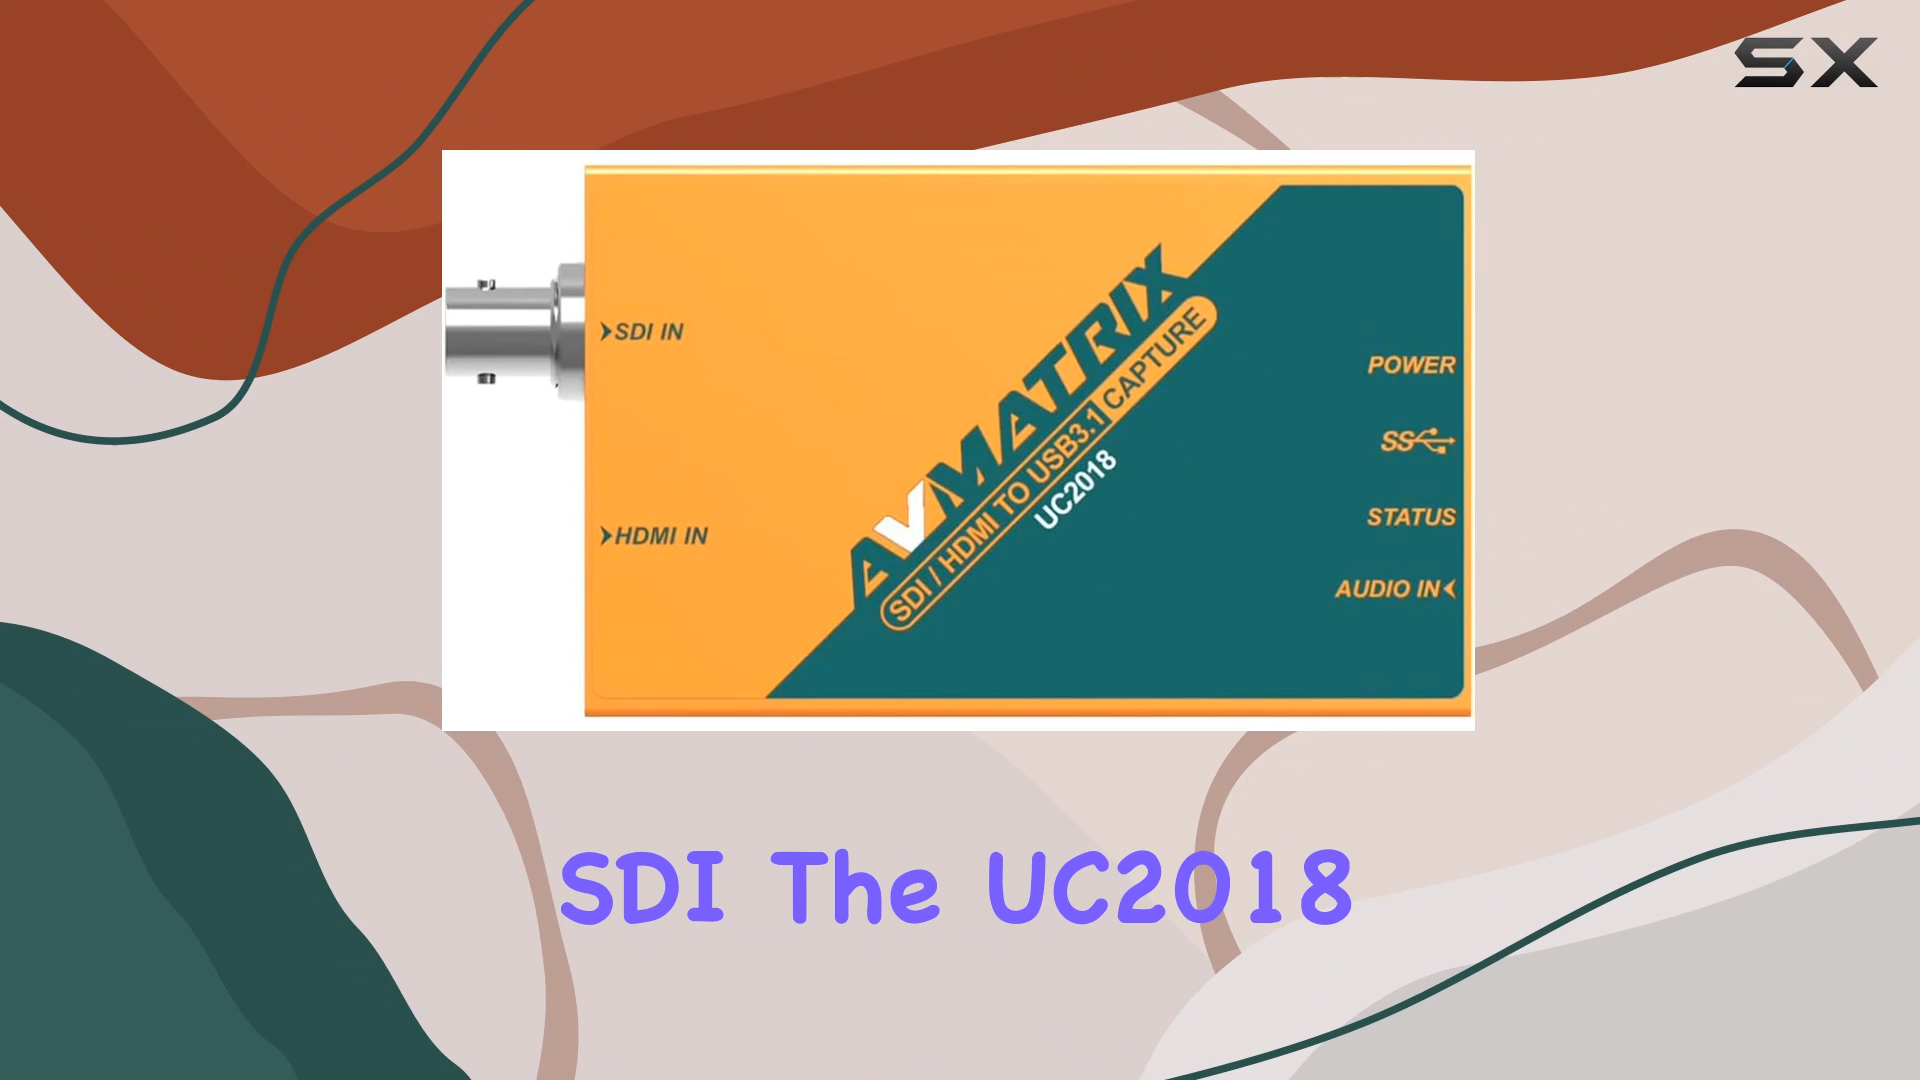 SX
SDI IN
HDMI IN
AVMATRIX
SDI / HDMI TO USB3.1 CAPTURE
UC2018
POWER
SS
STATUS
AUDIO IN
SDI The UC2018